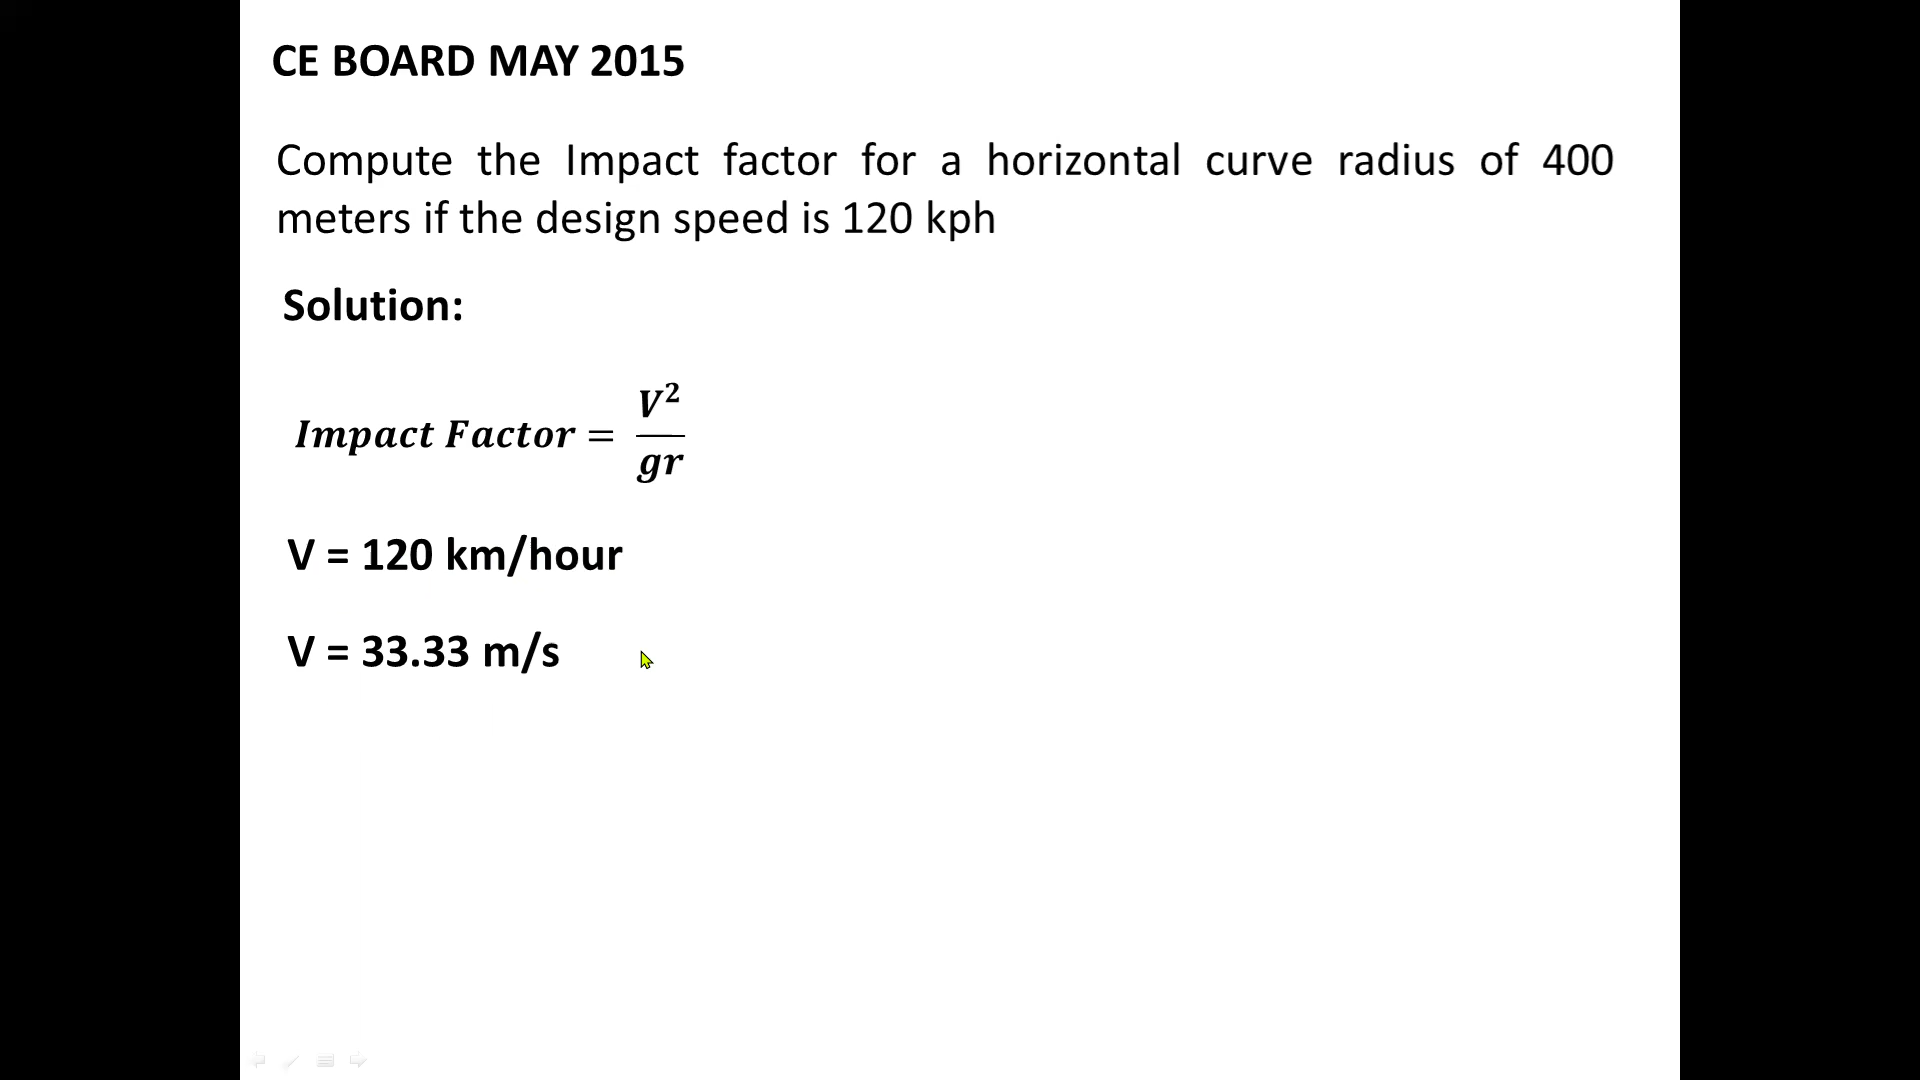 CE BOARD MAY 2015
Compute the Impact factor for a horizontal curve radius of 400
meters if the design speed is 120 kph
Solution:
Impact Factor = V²/gr
V = 120 km/hour
V = 33.33 m/s